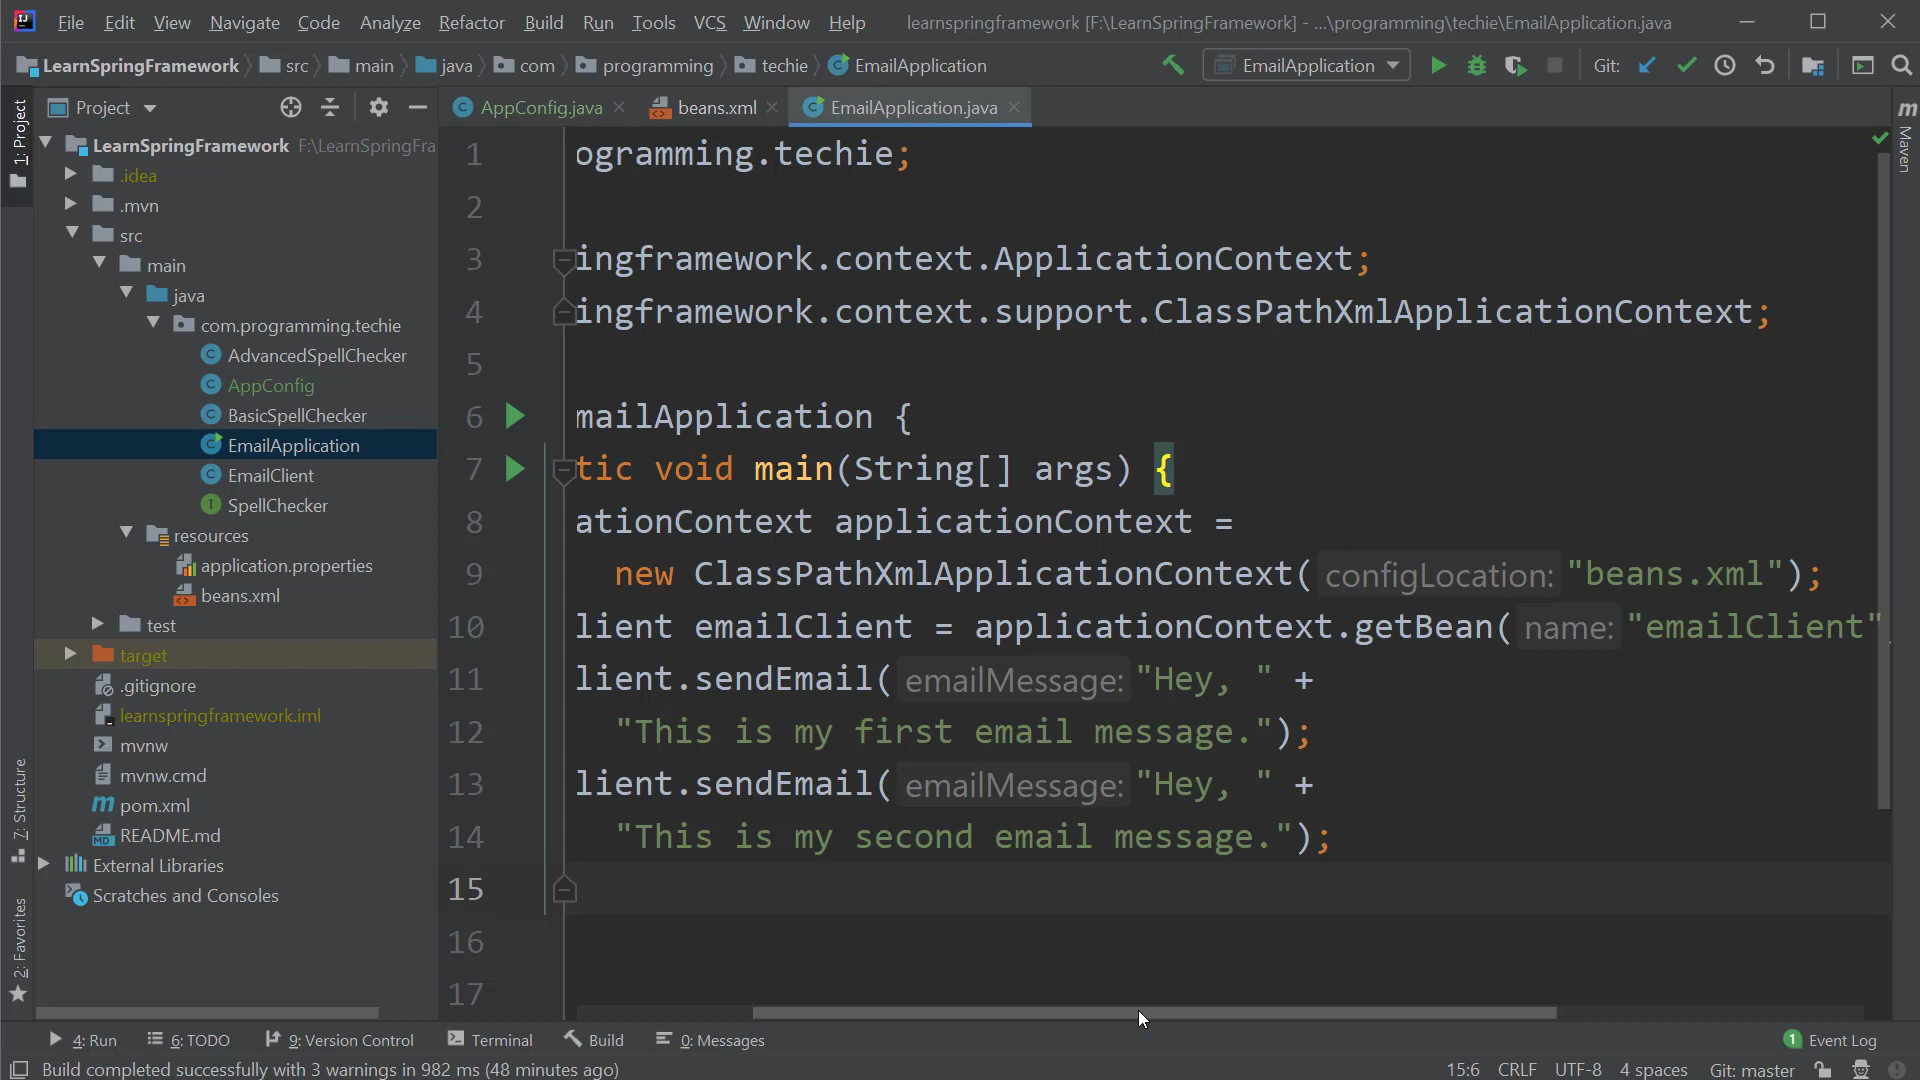 File Edit View Navigate Code Analyze Refactor Build Run Tools VCS Window Help learnspringframework [F:\LearnSpringFramework] - ...\programming\techie\EmailApplication.java
LearnSpringFramework src main java com programming techie EmailApplication EmailApplication Git:
Project
AppConfig.java beans.xml EmailApplication.java
1: Project
7: Structure
2: Favorites
LearnSpringFramework F:\LearnSpringFra
.idea
.mvn
src
main
java
com.programming.techie
AdvancedSpellChecker
AppConfig
BasicSpellChecker
EmailApplication
EmailClient
SpellChecker
resources
application.properties
beans.xml
test
target
.gitignore
learnspringframework.iml
mvnw
mvnw.cmd
pom.xml
README.md
External Libraries
Scratches and Consoles
1 ogramming.techie;
2
3 ingframework.context.ApplicationContext;
4 ingframework.context.support.ClassPathXmlApplicationContext;
5
6 mailApplication {
7 tic void main(String[] args) {
8 ationContext applicationContext =
9 new ClassPathXmlApplicationContext( configLocation: "beans.xml");
10 lient emailClient = applicationContext.getBean( name: "emailClient"
11 lient.sendEmail( emailMessage: "Hey, " +
12 "This is my first email message.");
13 lient.sendEmail( emailMessage: "Hey, " +
14 "This is my second email message.");
15
16
17
Maven
4: Run 6: TODO 9: Version Control Terminal Build 0: Messages 1 Event Log
Build completed successfully with 3 warnings in 982 ms (48 minutes ago) 15:6 CRLF UTF-8 4 spaces Git: master